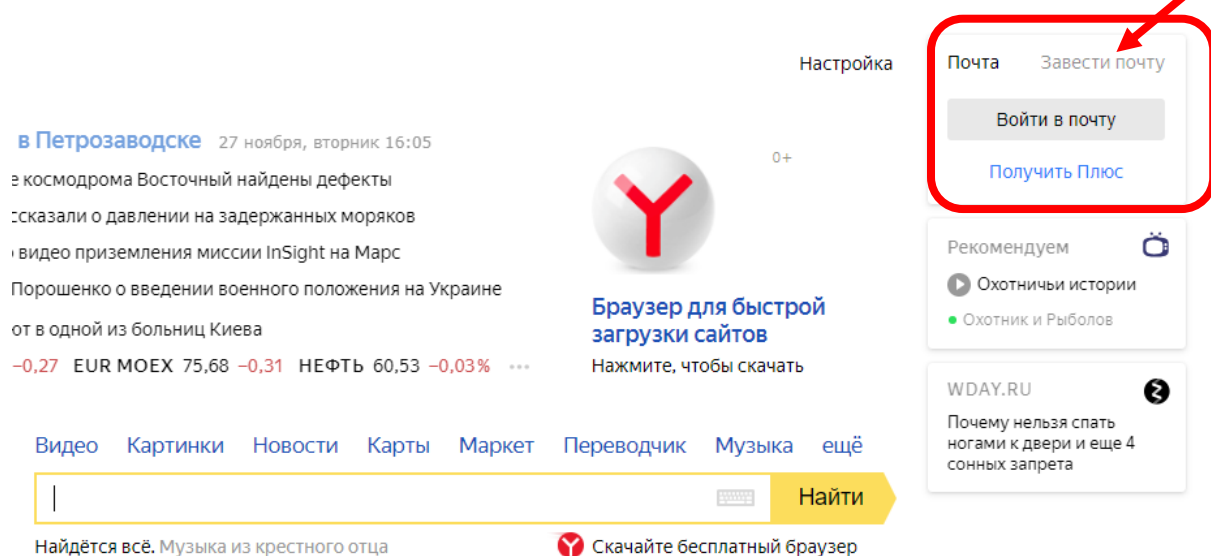 Настройка
Почта Завести почту
Войти в почту
Получить Плюс
в Петрозаводске 27 ноября, вторник 16:05
космодрома Восточный найдены дефекты
о давлении на задержанных моряков
видео приземления миссии InSight на Марс
Порошенко о введении военного положения на Украине
от в одной из больниц Киева
−0,27 EUR MOEX 75,68 −0,31 НЕФТЬ 60,53 −0,03% ...
0+
Браузер для быстрой
загрузки сайтов
Нажмите, чтобы скачать
Рекомендуем
Охотничьи истории
Охотник и Рыболов
WDAY.RU
Почему нельзя спать
ногами к двери и еще 4
сонных запрета
Видео Картинки Новости Карты Маркет Переводчик Музыка ещё
Найти
Найдётся всё. Музыка из крестного отца
Скачайте бесплатный браузер